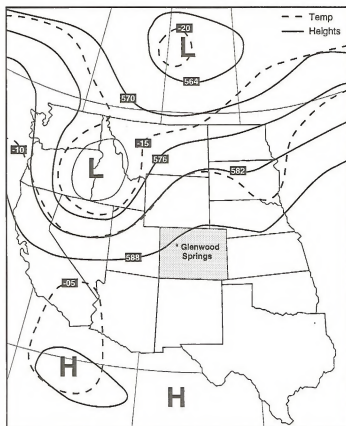 Temp
Heights
-20
L
564
570
-10
-15
L
576
582
* Glenwood
Springs
588
-05
H
H